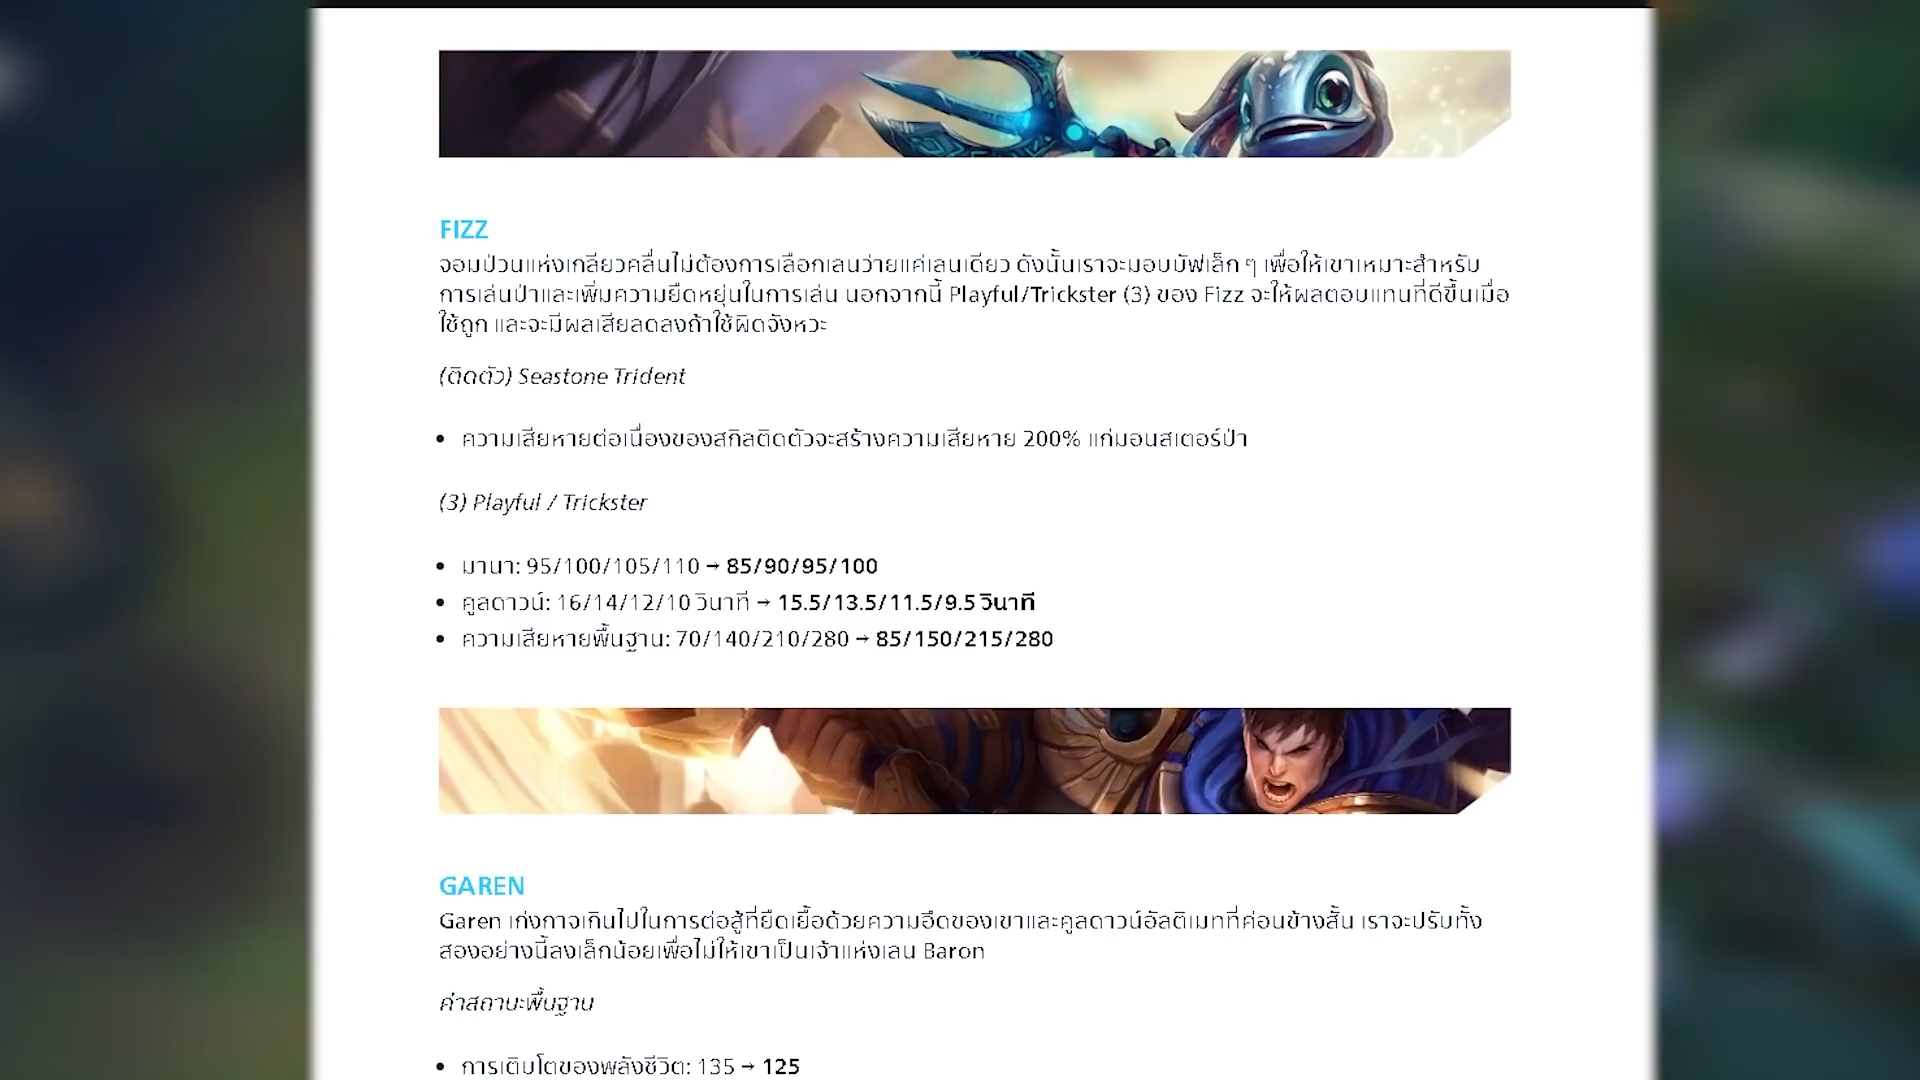 FIZZ
จอมป่วนแห่งเกลียวคลื่นไม่ต้องการเลือกเลนว่ายแค่เลนเดียว ดังนั้นเราจะมอบบัฟเล็ก ๆ เพื่อให้เขาเหมาะสำหรับ
การเล่นป่าและเพิ่มความยืดหยุ่นในการเล่น นอกจากนี้ Playful/Trickster (3) ของ Fizz จะให้ผลตอบแทนที่ดีขึ้นเมื่อ
ใช้ถูก และจะมีผลเสียลดลงถ้าใช้ผิดจังหวะ
(ติดตัว) Seastone Trident
• ความเสียหายต่อเนื่องของสกิลติดตัวจะสร้างความเสียหาย 200% แก่มอนสเตอร์ป่า
(3) Playful / Trickster
• มานา: 95/100/105/110 → 85/90/95/100
• คูลดาวน์: 16/14/12/10 วินาที → 15.5/13.5/11.5/9.5 วินาที
• ความเสียหายพื้นฐาน: 70/140/210/280 → 85/150/215/280
GAREN
Garen เก่งกาจเกินไปในการต่อสู้ที่ยืดเยื้อด้วยความอึดของเขาและคูลดาวน์อัลติเมทที่ค่อนข้างสั้น เราจะปรับทั้ง
สองอย่างนี้ลงเล็กน้อยเพื่อไม่ให้เขาเป็นเจ้าแห่งเลน Baron
ค่าสถานะพื้นฐาน
• การเติบโตของพลังชีวิต: 135 → 125